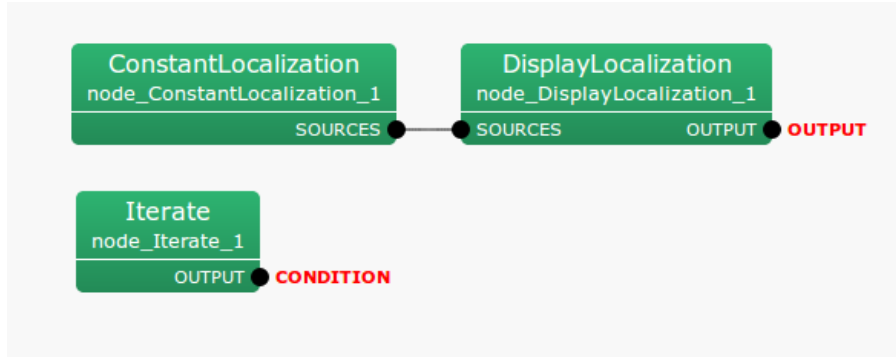 ConstantLocalization
node_ConstantLocalization_1
SOURCES
DisplayLocalization
node_DisplayLocalization_1
SOURCES OUTPUT OUTPUT
Iterate
node_Iterate_1
OUTPUT CONDITION